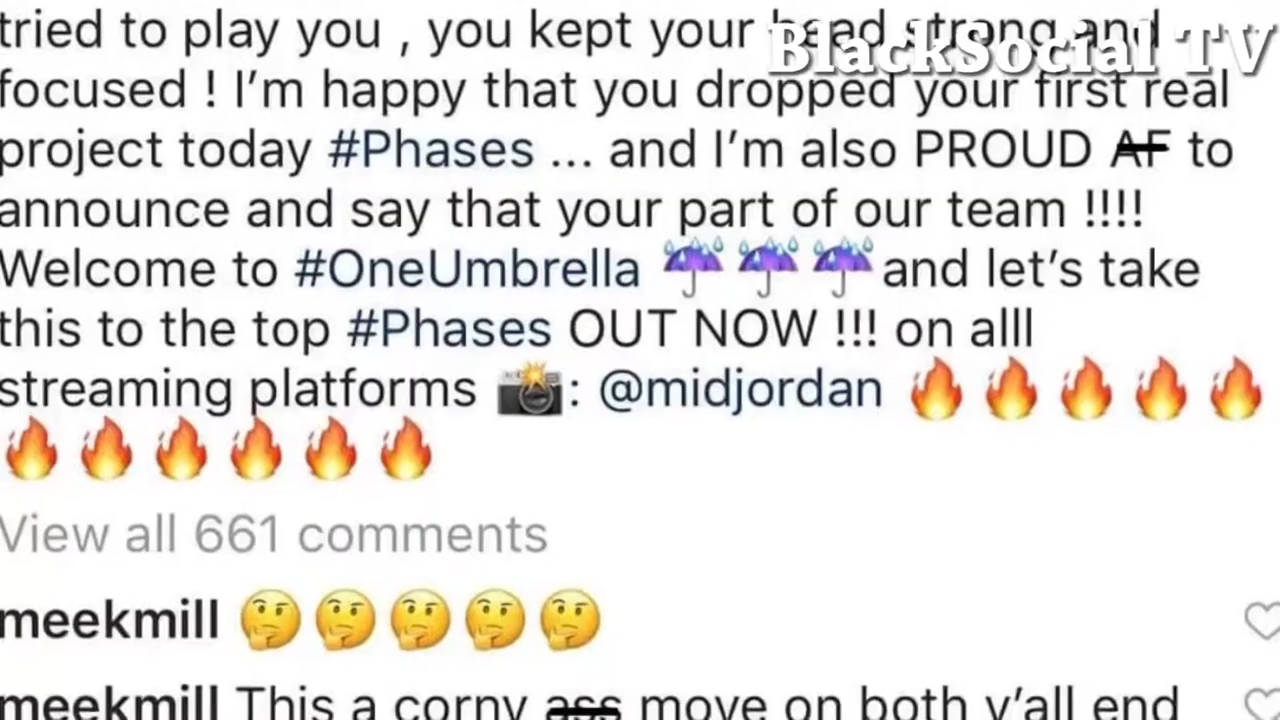 BlackSocial TV
tried to play you , you kept your head strong and
focused ! I’m happy that you dropped your first real
project today #Phases ... and I’m also PROUD AF to
announce and say that your part of our team !!!!
Welcome to #OneUmbrella ☔☔☔ and let’s take
this to the top #Phases OUT NOW !!! on alll
streaming platforms 📸: @midjordan 🔥🔥🔥🔥🔥
🔥🔥🔥🔥🔥🔥
View all 661 comments
meekmill 🤔🤔🤔🤔🤔
meekmill This a corny ass move on both y’all end